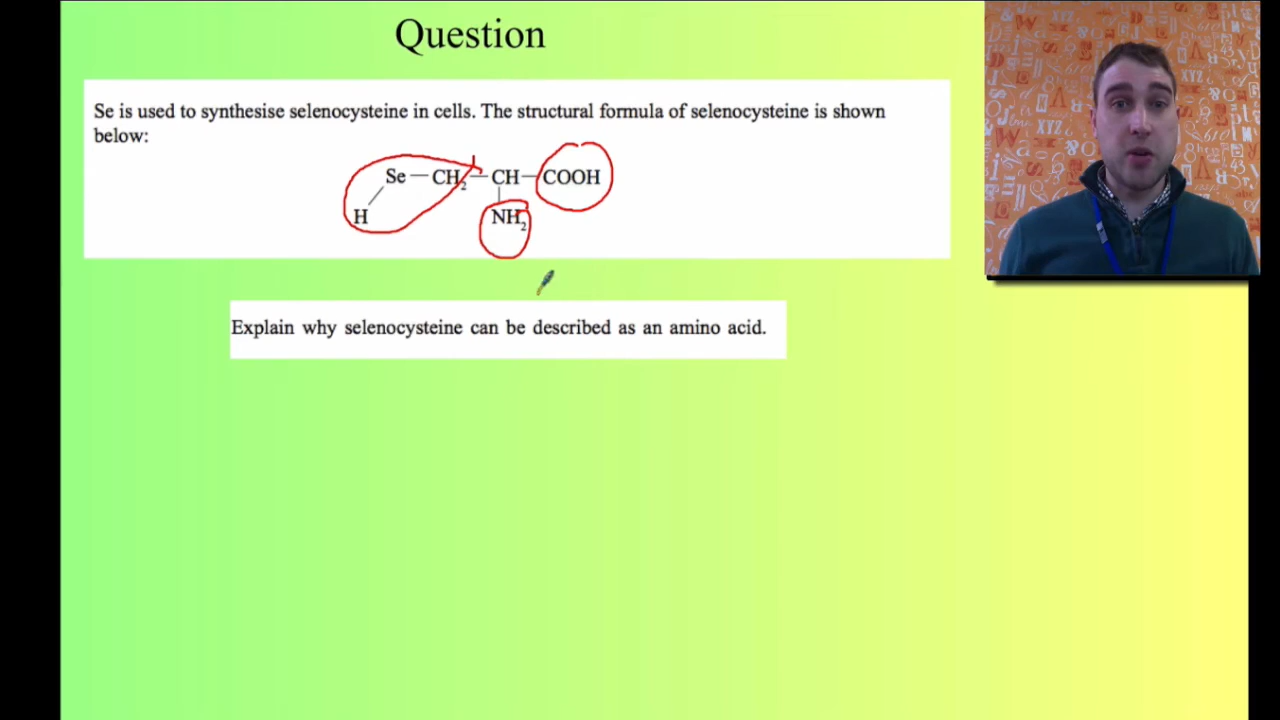 Question
Se is used to synthesise selenocysteine in cells. The structural formula of selenocysteine is shown
below:
Se — CH₂ — CH — COOH
H NH₂
Explain why selenocysteine can be described as an amino acid.